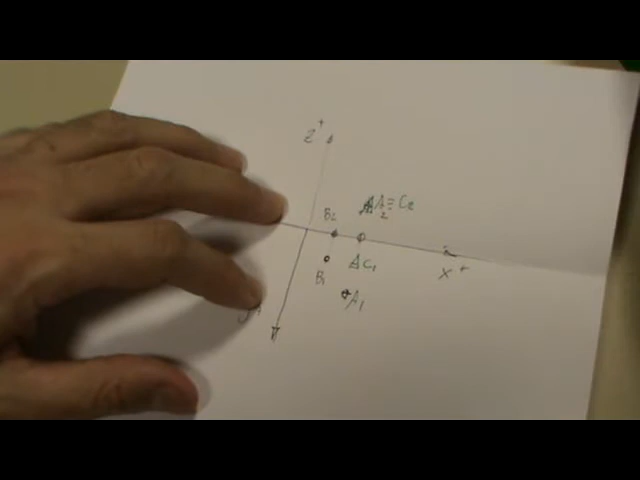 Z+
A₂≡C₂
B₂
C₁
X+
B₁
A₁